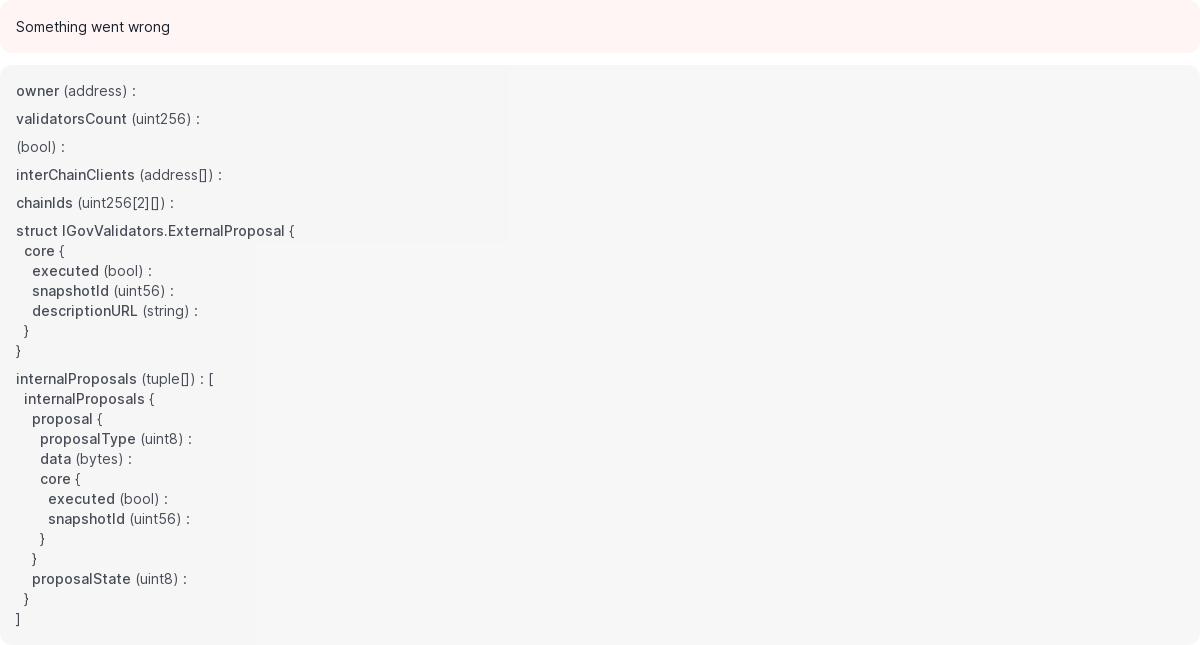 Something went wrong
owner (address) :
validatorsCount (uint256) :
(bool) :
interChainClients (address[]) :
chainIds (uint256[2][]) :
struct IGovValidators.ExternalProposal {
core {
executed (bool) :
snapshotId (uint56) :
descriptionURL (string) :
}
}
internalProposals (tuple[]) : [
internalProposals {
proposal {
proposalType (uint8) :
data (bytes) :
core {
executed (bool) :
snapshotId (uint56) :
}
}
proposalState (uint8) :
}
]